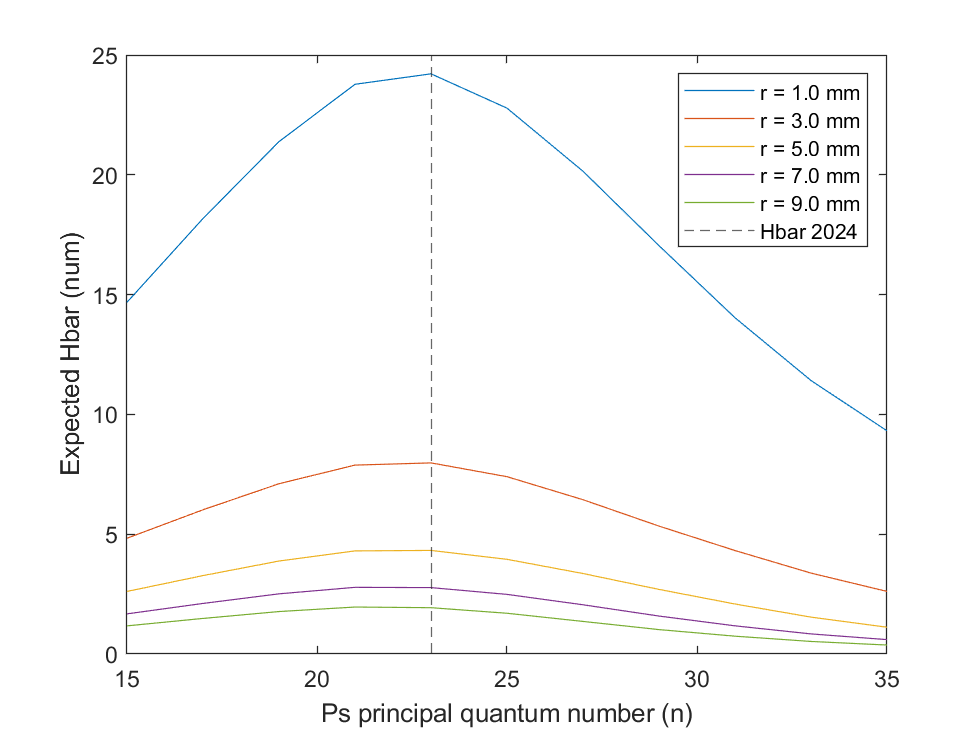 25
20
15
10
5
0
Expected Hbar (num)
15
20
25
30
35
Ps principal quantum number (n)
r = 1.0 mm
r = 3.0 mm
r = 5.0 mm
r = 7.0 mm
r = 9.0 mm
Hbar 2024